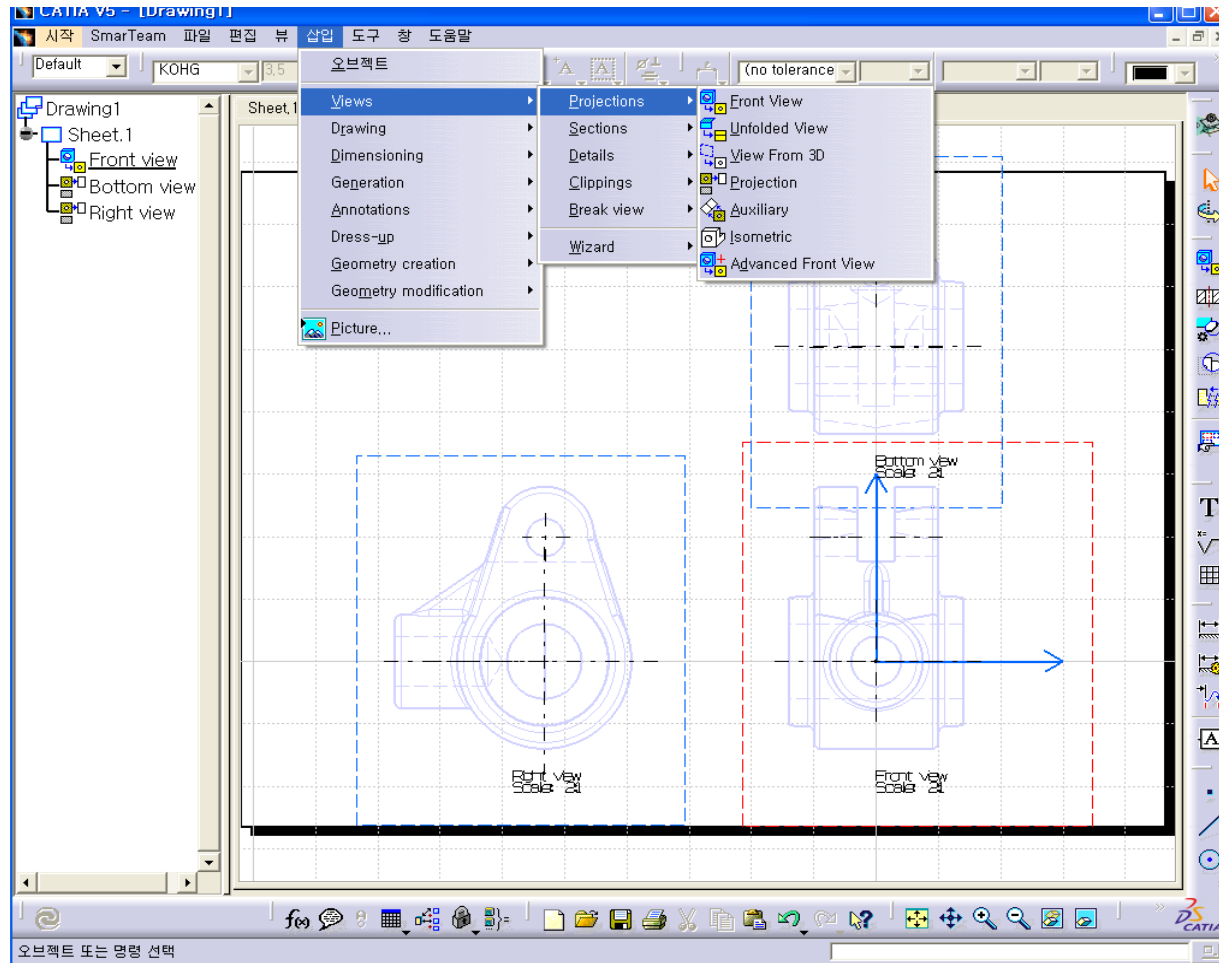 CATIA V5 - [Drawing1]
시작 SmarTeam 파일 편집 뷰 삽입 도구 창 도움말
Default KOHG 3,5 (no tolerance
Drawing1
Sheet.1
Front view
Bottom view
Right view
Sheet.1
오브젝트
Views
Drawing
Dimensioning
Generation
Annotations
Dress-up
Geometry creation
Geometry modification
Picture...
Projections
Sections
Details
Clippings
Break view
Wizard
Front View
Unfolded View
View From 3D
Projection
Auxiliary
Isometric
Advanced Front View
Bottom view
Scale: 2:1
Right view
Scale: 2:1
Front view
Scale: 2:1
f(x)
CATIA
오브젝트 또는 명령 선택